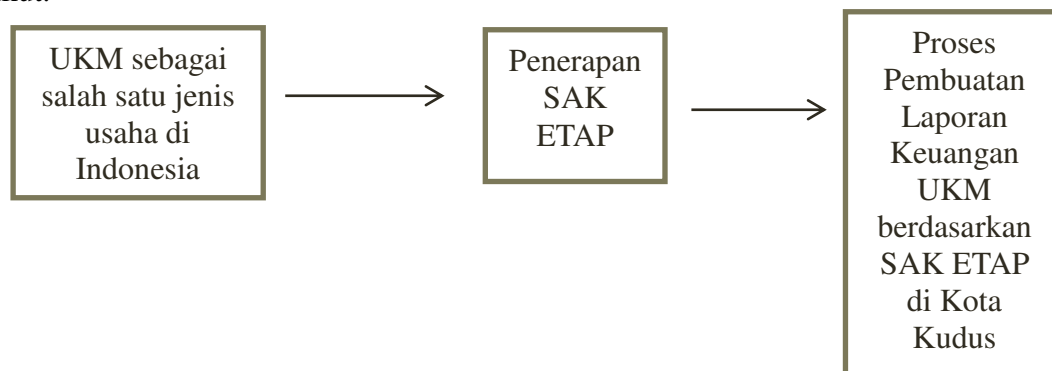 UKM sebagai
salah satu jenis
usaha di
Indonesia
Penerapan
SAK
ETAP
Proses
Pembuatan
Laporan
Keuangan
UKM
berdasarkan
SAK ETAP
di Kota
Kudus